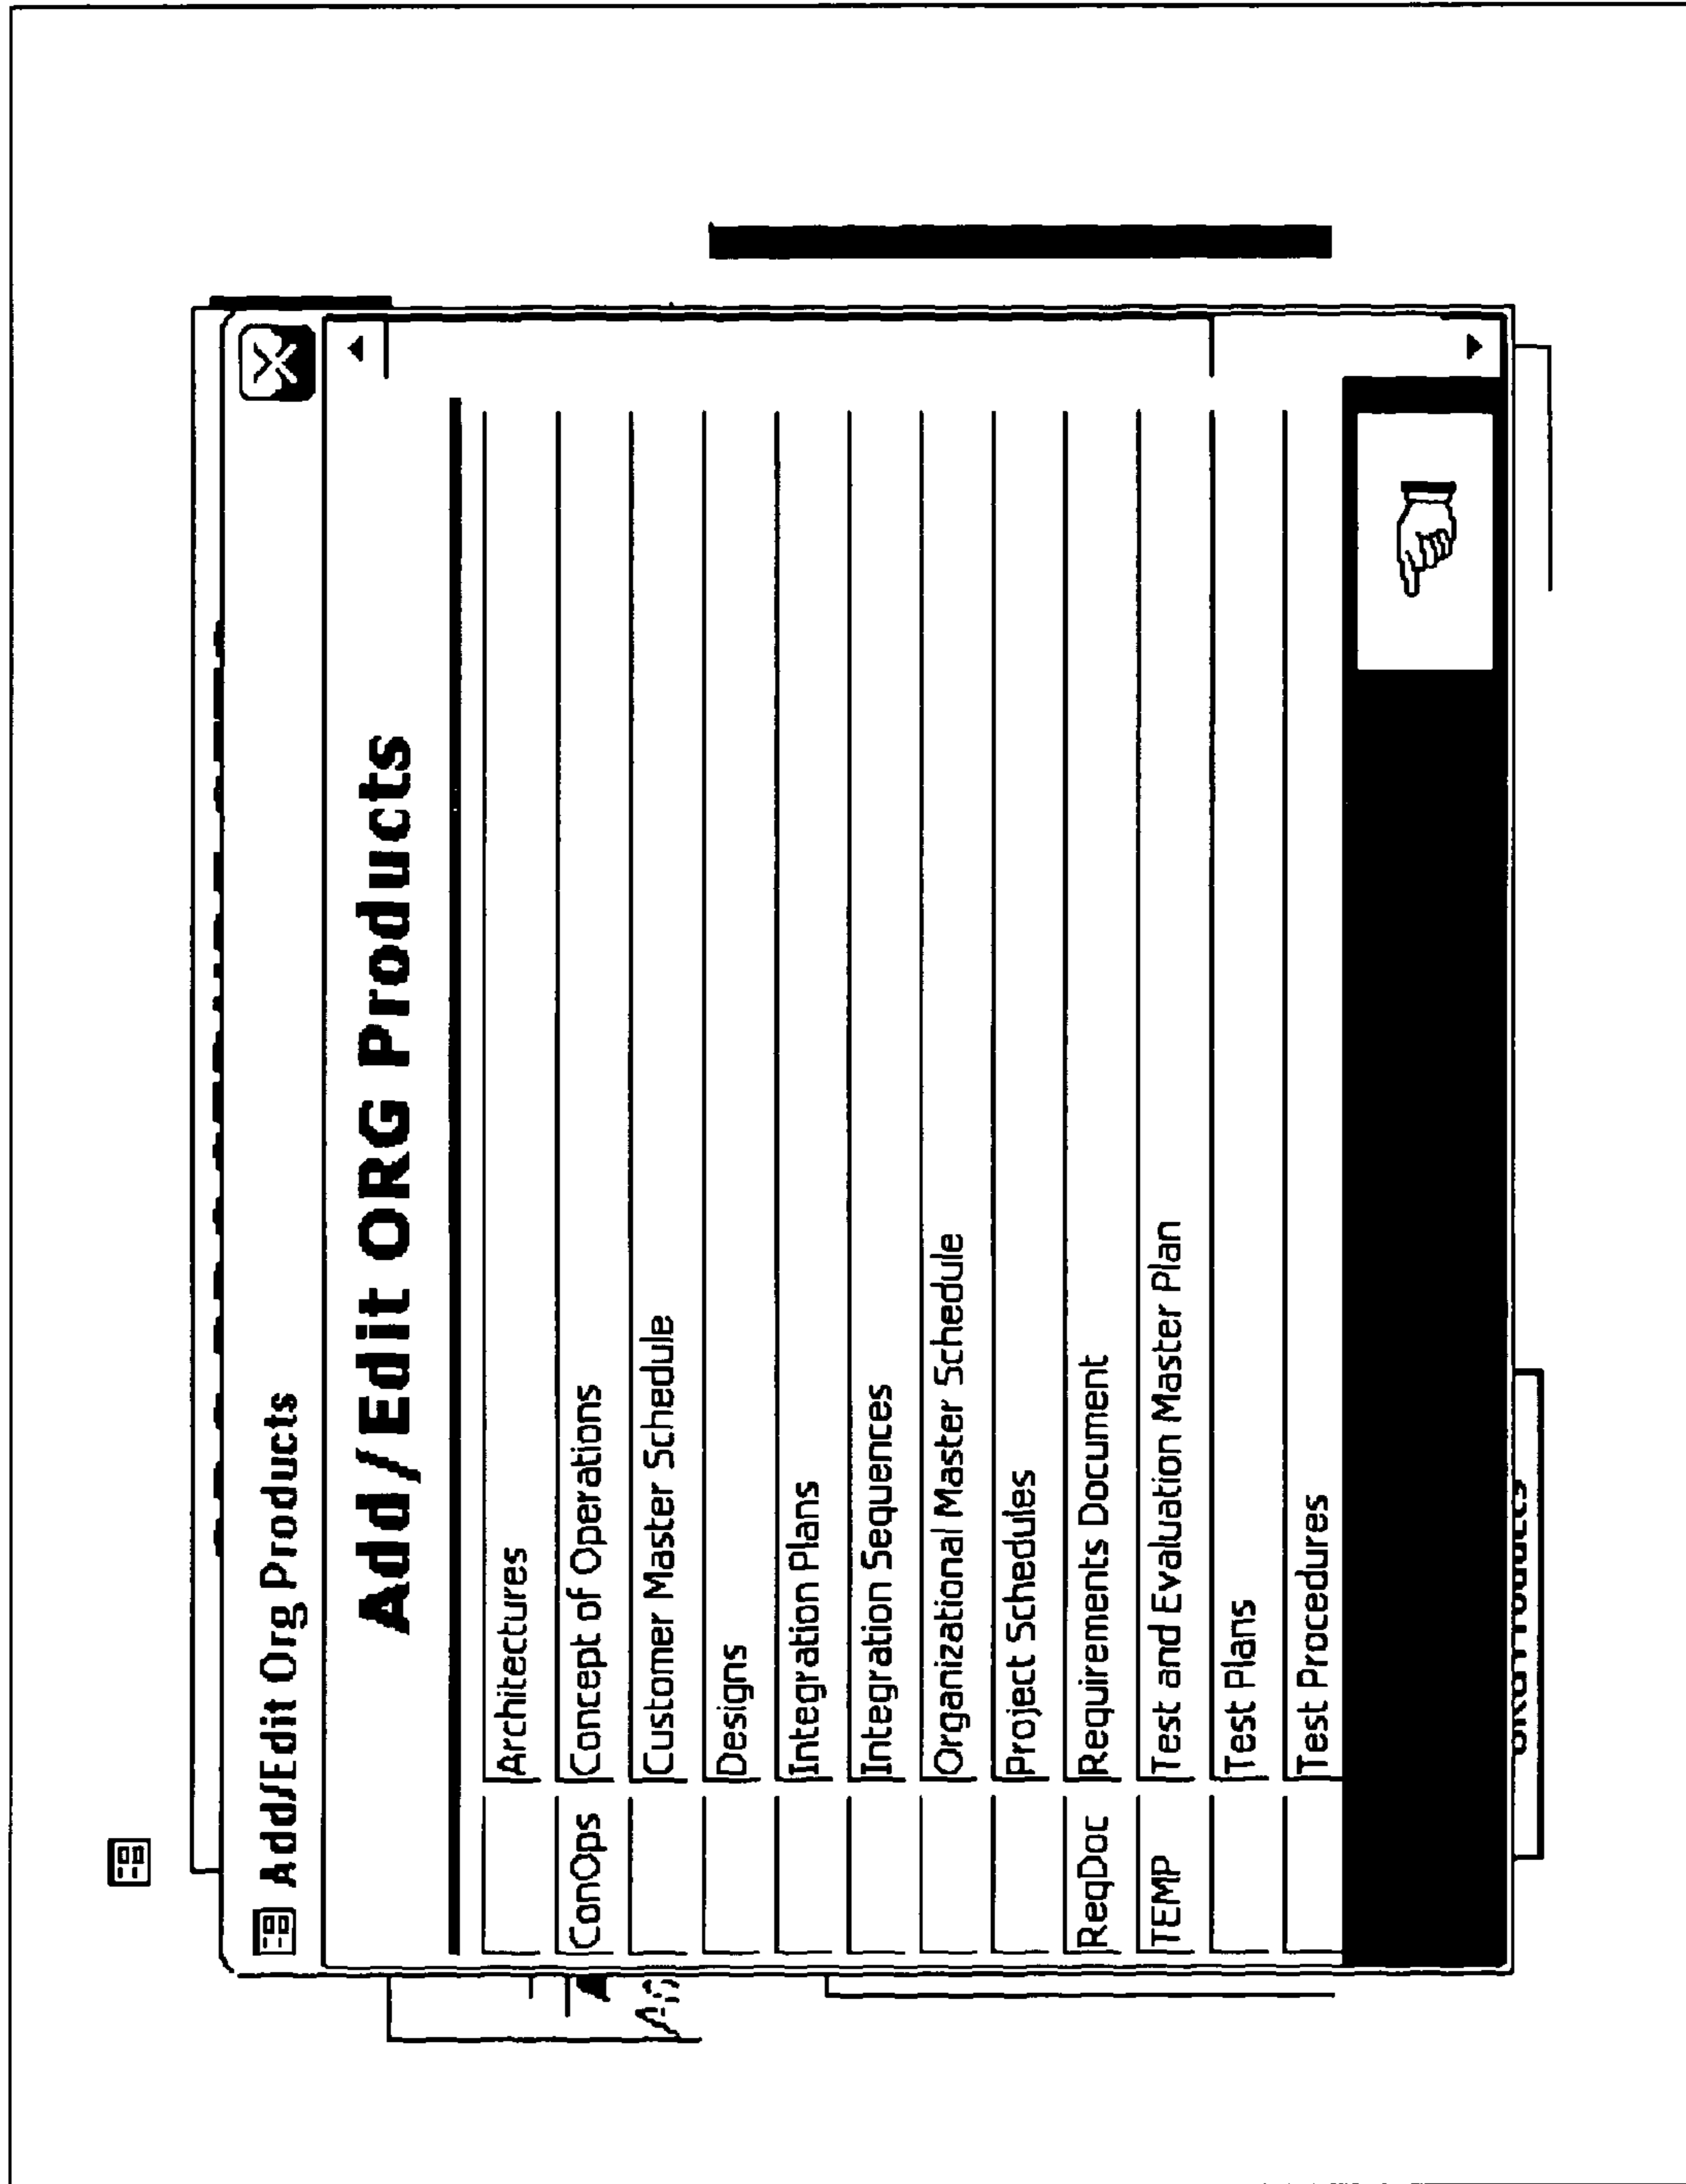 Add/Edit Org Products
Add/Edit ORG Products
Architectures
ConOps Concept of Operations
Customer Master Schedule
Designs
Integration Plans
Integration Sequences
Organizational Master Schedule
Project Schedules
ReqDoc Requirements Document
TEMP Test and Evaluation Master Plan
Test Plans
Test Procedures